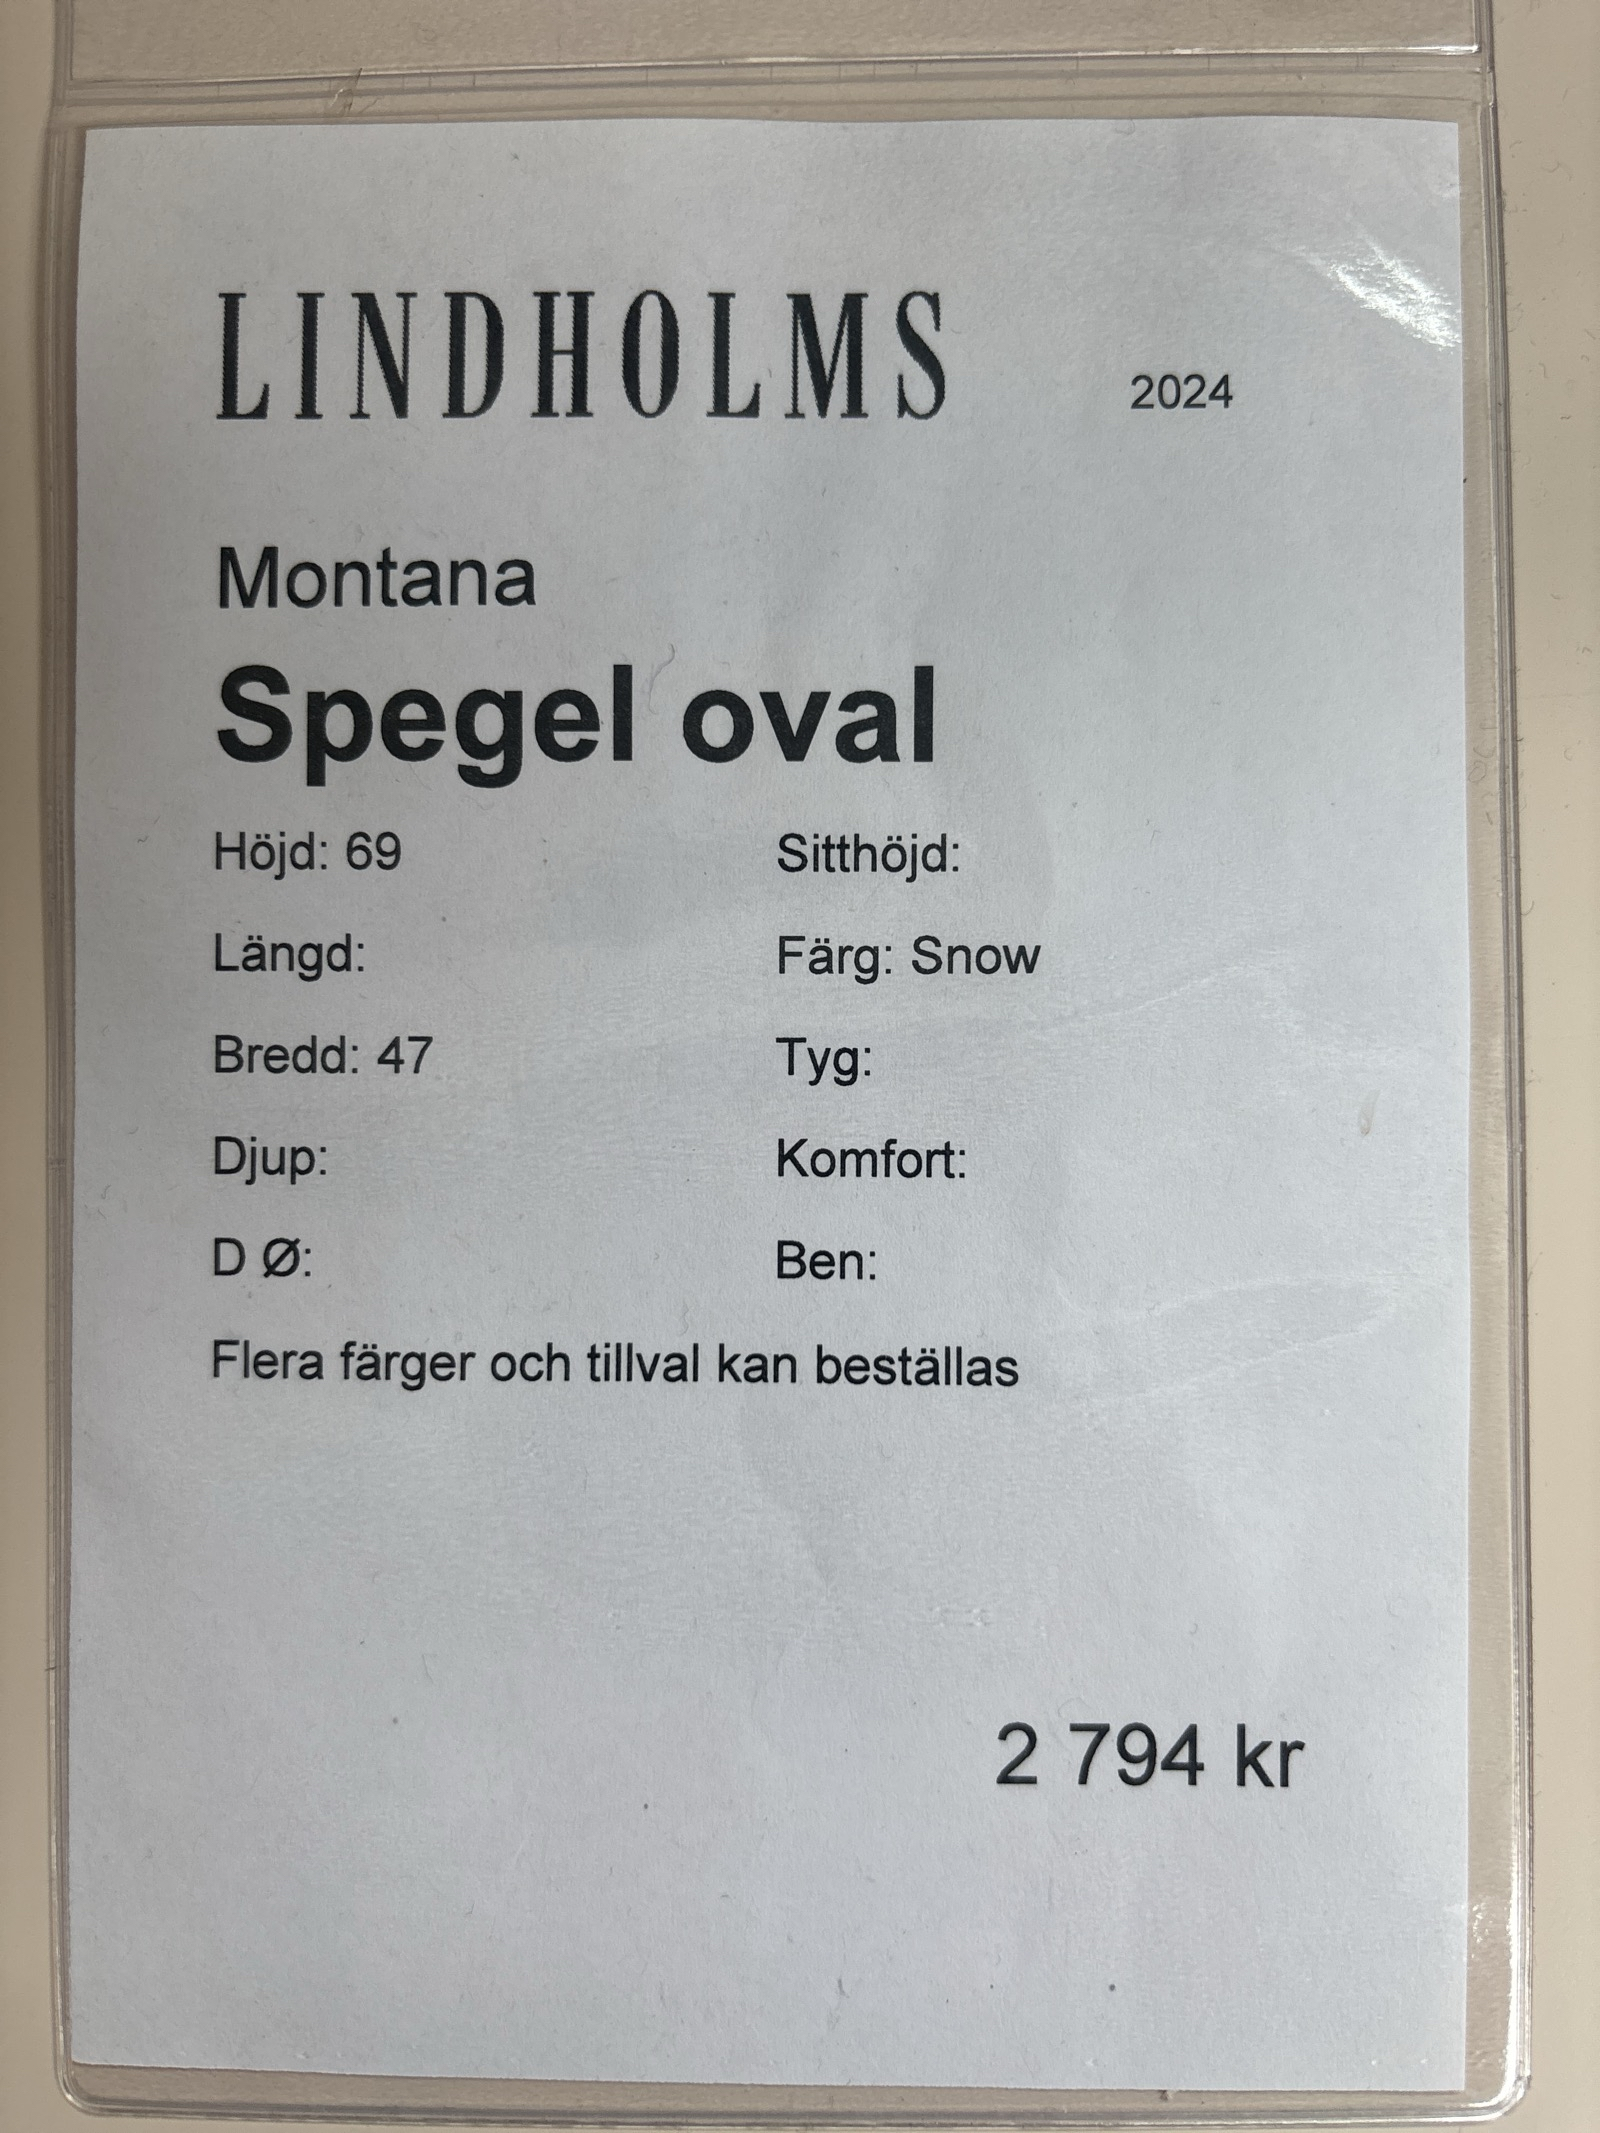 LINDHOLMS 2024
Montana
Spegel oval
Höjd: 69 Sitthöjd:
Längd: Färg: Snow
Bredd: 47 Tyg:
Djup: Komfort:
D Ø: Ben:
Flera färger och tillval kan beställas
2 794 kr